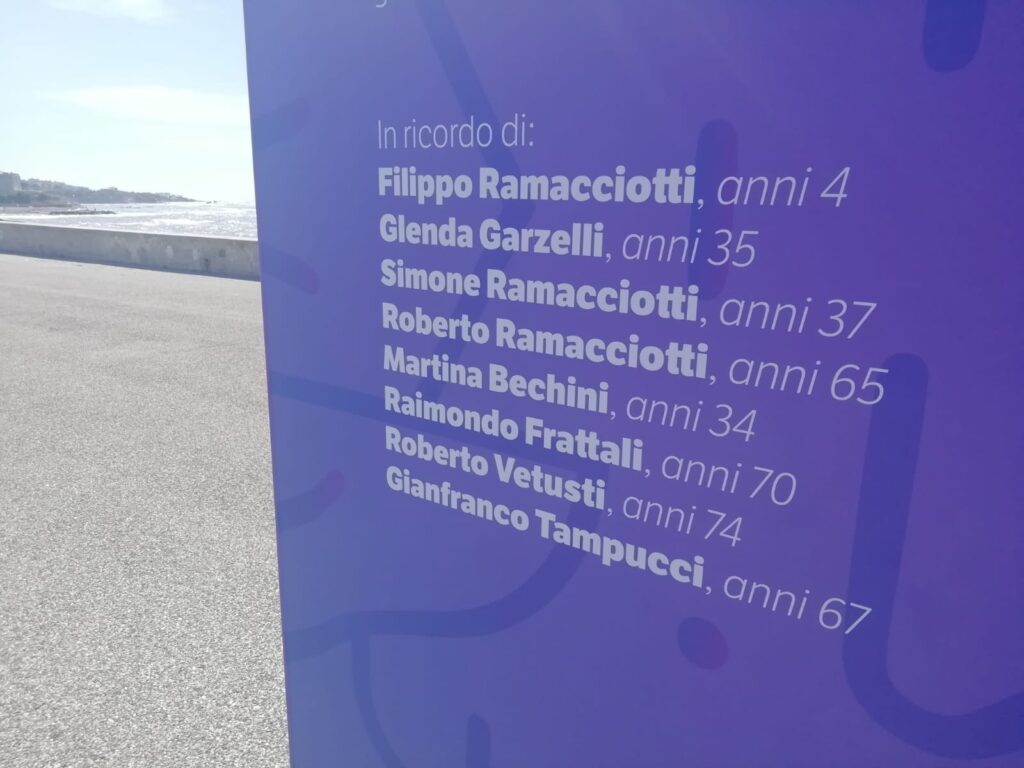 In ricordo di:
Filippo Ramacciotti, anni 4
Glenda Garzelli, anni 35
Simone Ramacciotti, anni 37
Roberto Ramacciotti, anni 65
Martina Bechini, anni 34
Raimondo Frattali, anni 70
Roberto Vetusti, anni 74
Gianfranco Tampucci, anni 67